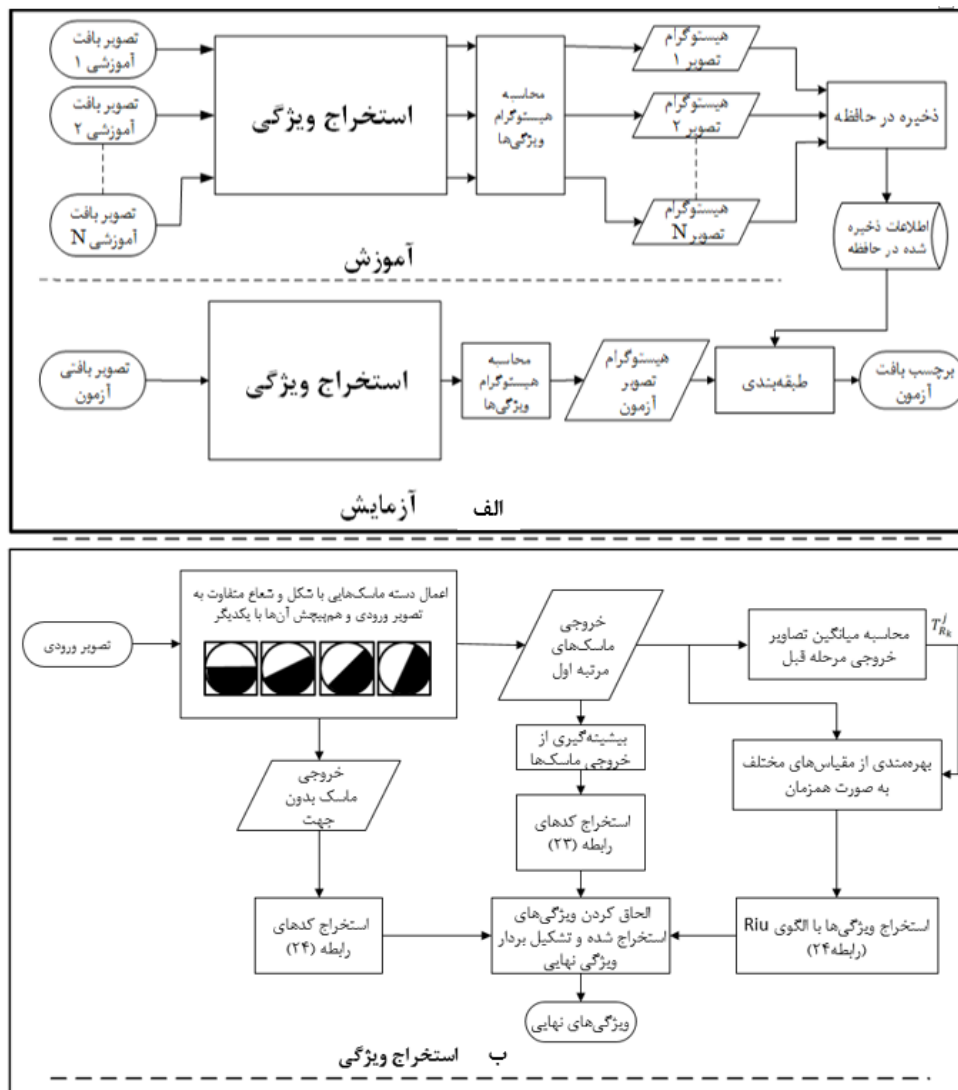 تصویر بافت
آموزشی ۱
تصویر بافت
آموزشی ۲
تصویر بافت
آموزشی N
استخراج ویژگی
محاسبه
هیستوگرام
ویژگی‌ها
هیستوگرام
تصویر ۱
هیستوگرام
تصویر ۲
هیستوگرام
تصویر N
ذخیره در حافظه
اطلاعات ذخیره
شده در حافظه
آموزش
تصویر بافتی
آزمون
استخراج ویژگی
محاسبه
هیستوگرام
ویژگی‌ها
هیستوگرام
تصویر
آزمون
طبقه‌بندی
برچسب بافت
آزمون
الف آزمایش
تصویر ورودی
اعمال دسته ماسک‌هایی با شکل و شعاع متفاوت به
تصویر ورودی و هم‌پیچش آن‌ها با یکدیگر
خروجی
ماسک‌های
مرتبه اول
محاسبه میانگین تصاویر
خروجی مرحله قبل
T_{R_k}^j
خروجی
ماسک بدون
جهت
بیشینه‌گیری از
خروجی ماسک‌ها
بهره‌مندی از مقیاس‌های مختلف
به صورت همزمان
استخراج کدهای
رابطه (۲۳)
استخراج کدهای
رابطه (۲۴)
الحاق کردن ویژگی‌های
استخراج شده و تشکیل بردار
ویژگی نهایی
استخراج ویژگی‌ها با الگوی Riu
(رابطه۲۴)
ویژگی‌های نهایی
ب استخراج ویژگی